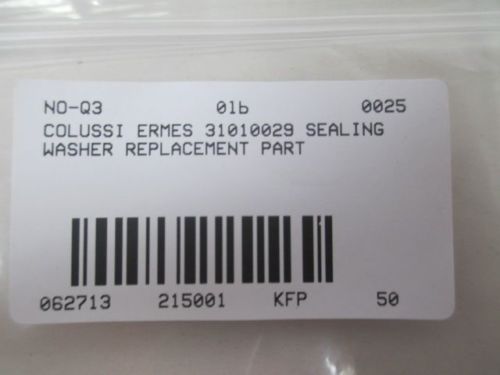 NO-Q3 01b 0025
COLUSSI ERMES 31010029 SEALING
WASHER REPLACEMENT PART
062713 215001 KFP 50